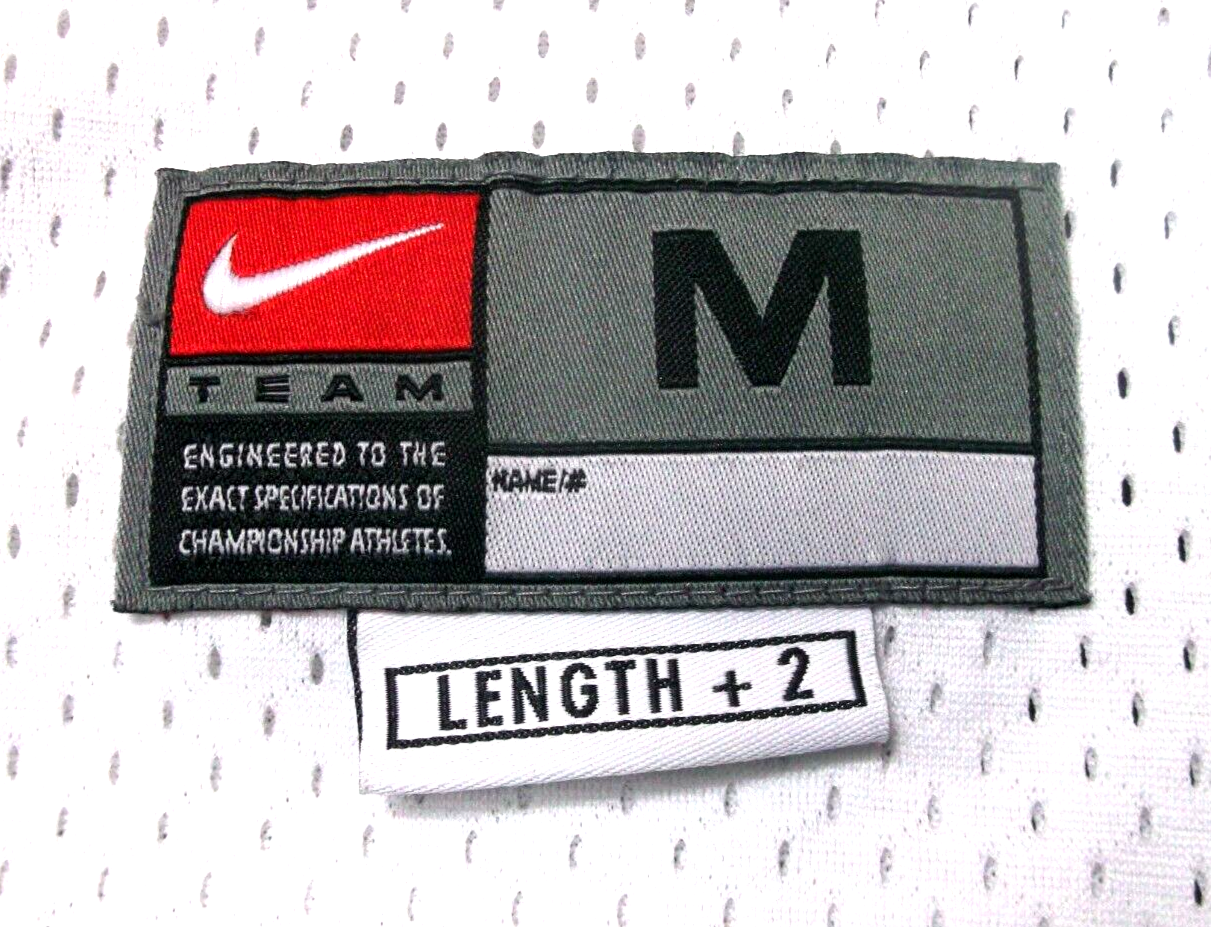 M
TEAM
ENGINEERED TO THE
EXACT SPECIFICATIONS OF
CHAMPIONSHIP ATHLETES.
NAME/#
LENGTH + 2